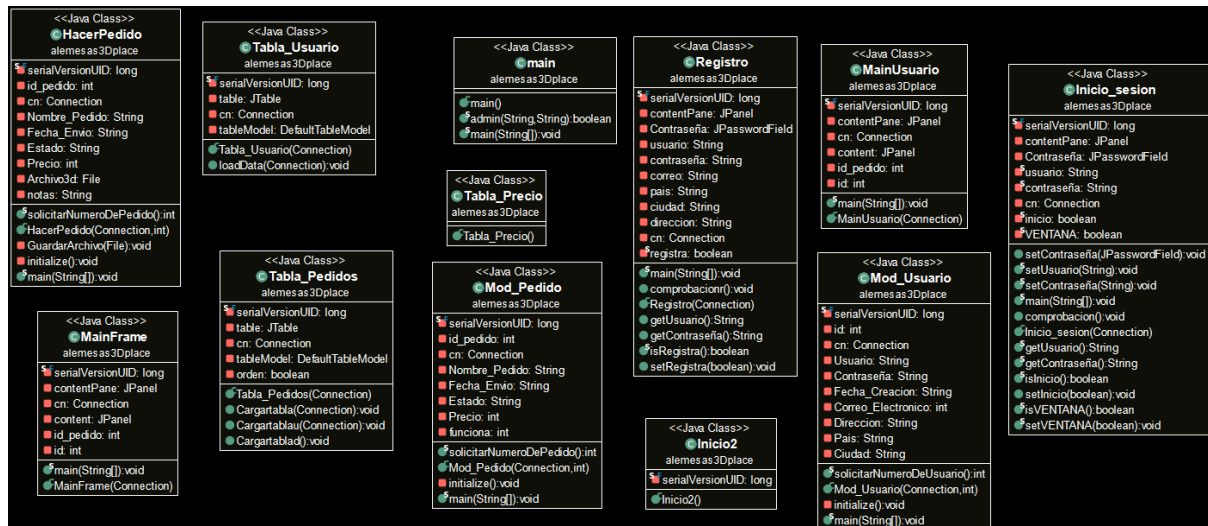 <<Java Class>>
HacerPedido
alemesas3Dplace
serialVersionUID: long
id_pedido: int
cn: Connection
Nombre_Pedido: String
Fecha_Envio: String
Estado: String
Precio: int
Archivo3d: File
notas: String
solicitarNumeroDePedido():int
HacerPedido(Connection,int)
GuardarArchivo(File):void
initialize():void
main(String[]):void
<<Java Class>>
MainFrame
alemesas3Dplace
serialVersionUID: long
contentPane: JPanel
cn: Connection
content: JPanel
id_pedido: int
id: int
main(String[]):void
MainFrame(Connection)
<<Java Class>>
Tabla_Usuario
alemesas3Dplace
serialVersionUID: long
table: JTable
cn: Connection
tableModel: DefaultTableModel
Tabla_Usuario(Connection)
loadData(Connection):void
<<Java Class>>
Tabla_Pedidos
alemesas3Dplace
serialVersionUID: long
table: JTable
cn: Connection
tableModel: DefaultTableModel
orden: boolean
Tabla_Pedidos(Connection)
Cargartabla(Connection):void
Cargartablau(Connection):void
Cargartablad():void
<<Java Class>>
main
alemesas3Dplace
main()
admin(String,String):boolean
main(String[]):void
<<Java Class>>
Tabla_Precio
alemesas3Dplace
Tabla_Precio()
<<Java Class>>
Mod_Pedido
alemesas3Dplace
serialVersionUID: long
id_pedido: int
cn: Connection
Nombre_Pedido: String
Fecha_Envio: String
Estado: String
Precio: int
funciona: int
solicitarNumeroDePedido():int
Mod_Pedido(Connection,int)
initialize():void
main(String[]):void
<<Java Class>>
Registro
alemesas3Dplace
serialVersionUID: long
contentPane: JPanel
Contraseña: JPasswordField
usuario: String
contraseña: String
correo: String
pais: String
ciudad: String
direccion: String
cn: Connection
registra: boolean
main(String[]):void
comprobacionr():void
Registro(Connection)
getUsuario():String
getContraseña():String
isRegistra():boolean
setRegistra(boolean):void
<<Java Class>>
Inicio2
alemesas3Dplace
serialVersionUID: long
Inicio2()
<<Java Class>>
MainUsuario
alemesas3Dplace
serialVersionUID: long
contentPane: JPanel
cn: Connection
content: JPanel
id_pedido: int
id: int
main(String[]):void
MainUsuario(Connection)
<<Java Class>>
Mod_Usuario
alemesas3Dplace
serialVersionUID: long
id: int
cn: Connection
Usuario: String
Contraseña: String
Fecha_Creacion: String
Correo_Electronico: int
Direccion: String
Pais: String
Ciudad: String
solicitarNumeroDeUsuario():int
Mod_Usuario(Connection,int)
initialize():void
main(String[]):void
<<Java Class>>
Inicio_sesion
alemesas3Dplace
serialVersionUID: long
contentPane: JPanel
Contraseña: JPasswordField
usuario: String
contraseña: String
cn: Connection
inicio: boolean
VENTANA: boolean
setContraseña(JPasswordField):void
setUsuario(String):void
setContraseña(String):void
main(String[]):void
comprobacion():void
Inicio_sesion(Connection)
getUsuario():String
getContraseña():String
isInicio():boolean
setInicio(boolean):void
isVENTANA():boolean
setVENTANA(boolean):void